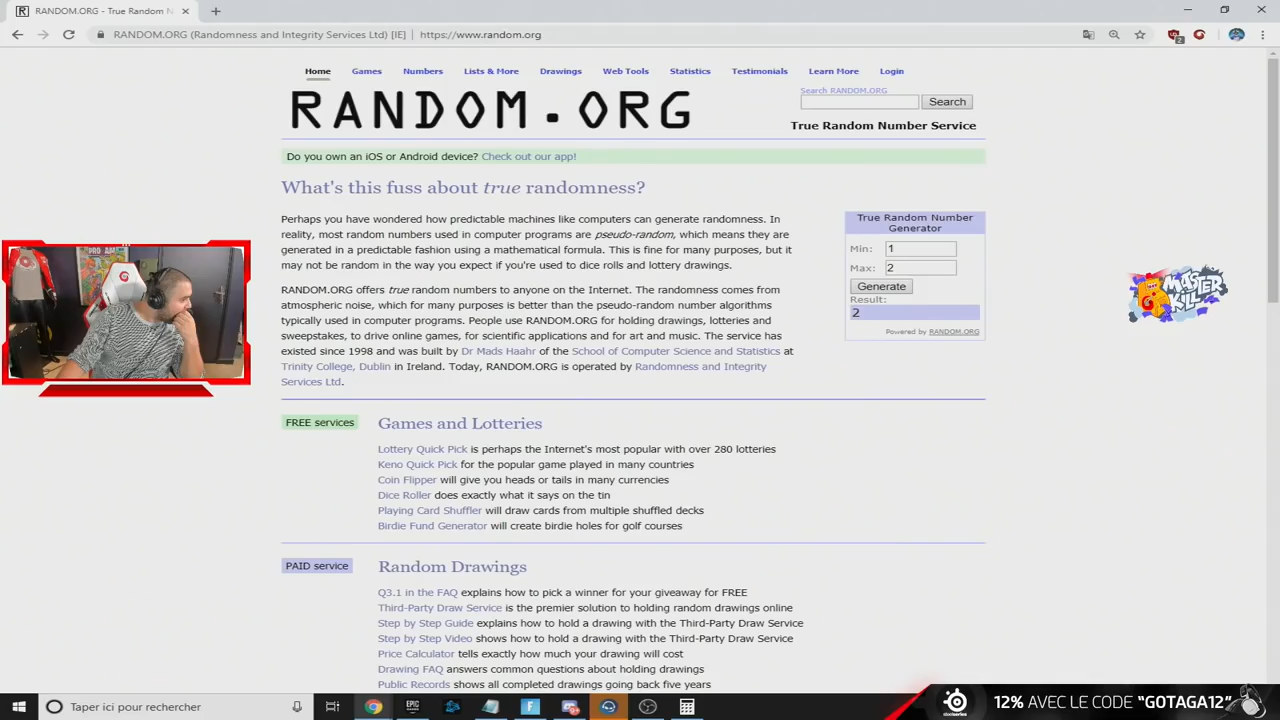 RANDOM.ORG - True Random N
RANDOM.ORG (Randomness and Integrity Services Ltd) [IE] | https://www.random.org
Home Games Numbers Lists & More Drawings Web Tools Statistics Testimonials Learn More Login
RANDOM.ORG
Search RANDOM.ORG
Search
True Random Number Service
Do you own an iOS or Android device? Check out our app!
What's this fuss about true randomness?
Perhaps you have wondered how predictable machines like computers can generate randomness. In
reality, most random numbers used in computer programs are pseudo-random, which means they are
generated in a predictable fashion using a mathematical formula. This is fine for many purposes, but it
may not be random in the way you expect if you're used to dice rolls and lottery drawings.
RANDOM.ORG offers true random numbers to anyone on the Internet. The randomness comes from
atmospheric noise, which for many purposes is better than the pseudo-random number algorithms
typically used in computer programs. People use RANDOM.ORG for holding drawings, lotteries and
sweepstakes, to drive online games, for scientific applications and for art and music. The service has
existed since 1998 and was built by Dr Mads Haahr of the School of Computer Science and Statistics at
Trinity College, Dublin in Ireland. Today, RANDOM.ORG is operated by Randomness and Integrity
Services Ltd.
True Random Number
Generator
Min: 1
Max: 2
Generate
Result:
2
Powered by RANDOM.ORG
MASTER
KILL
FREE services
Games and Lotteries
Lottery Quick Pick is perhaps the Internet's most popular with over 280 lotteries
Keno Quick Pick for the popular game played in many countries
Coin Flipper will give you heads or tails in many currencies
Dice Roller does exactly what it says on the tin
Playing Card Shuffler will draw cards from multiple shuffled decks
Birdie Fund Generator will create birdie holes for golf courses
PAID service
Random Drawings
Q3.1 in the FAQ explains how to pick a winner for your giveaway for FREE
Third-Party Draw Service is the premier solution to holding random drawings online
Step by Step Guide explains how to hold a drawing with the Third-Party Draw Service
Step by Step Video shows how to hold a drawing with the Third-Party Draw Service
Price Calculator tells exactly how much your drawing will cost
Drawing FAQ answers common questions about holding drawings
Public Records shows all completed drawings going back five years
Taper ici pour rechercher
EPIC
steelseries
12% AVEC LE CODE “GOTAGA12”